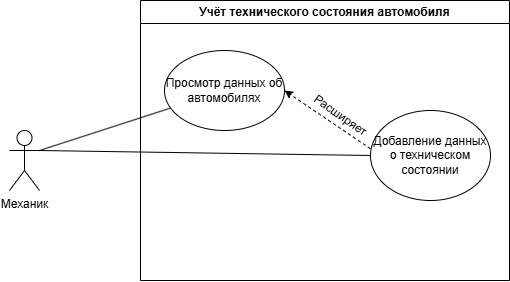 Учёт технического состояния автомобиля
Просмотр данных об
автомобилях
Расширяет
Добавление данных
о техническом
состоянии
Механик